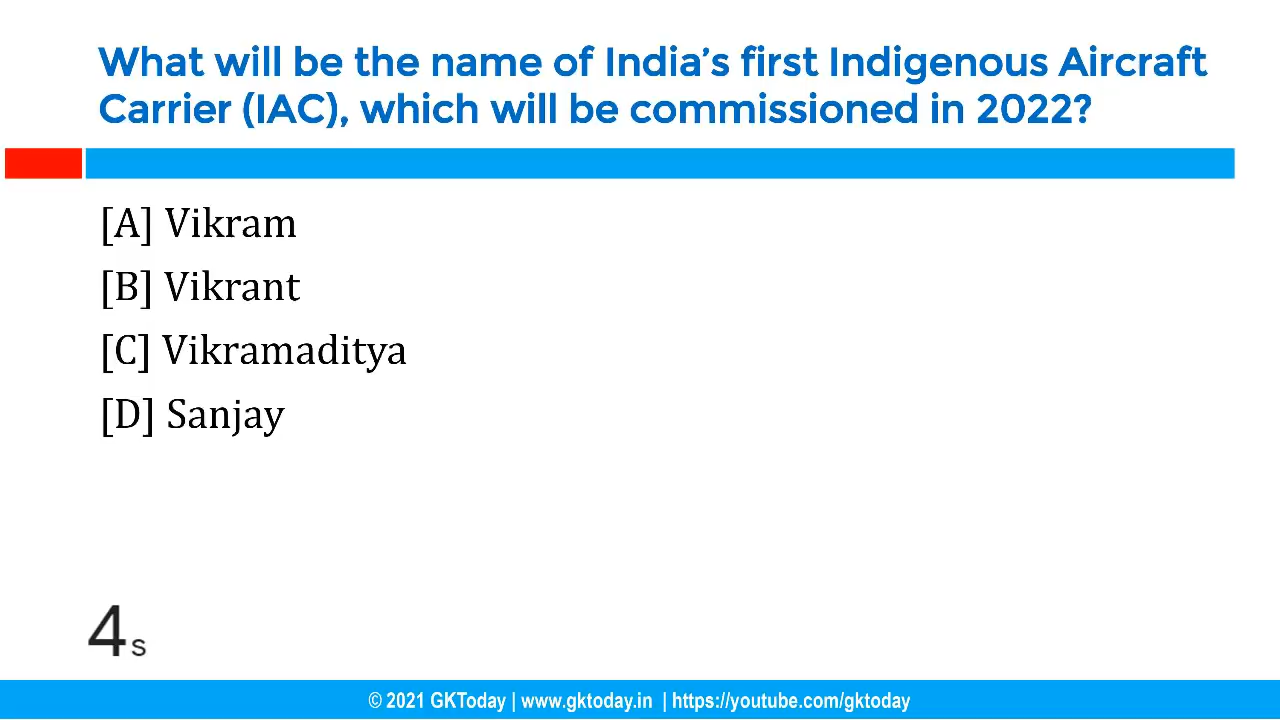 What will be the name of India’s first Indigenous Aircraft
Carrier (IAC), which will be commissioned in 2022?
[A] Vikram
[B] Vikrant
[C] Vikramaditya
[D] Sanjay
4 s
© 2021 GKToday | www.gktoday.in | https://youtube.com/gktoday